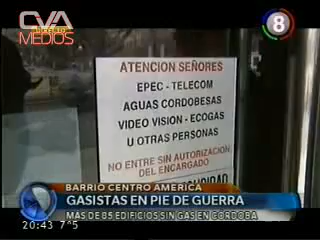 CVA
MEDIOS
8
ATENCION SEÑORES
EPEC - TELECOM
AGUAS CORDOBESAS
VIDEO VISION - ECOGAS
U OTRAS PERSONAS
NO ENTRE SIN AUTORIZACION
DEL ENCARGADO
BARRIO CENTRO AMERICA
GASISTAS EN PIE DE GUERRA
MAS DE 85 EDIFICIOS SIN GAS EN CORDOBA
20:43 7°5